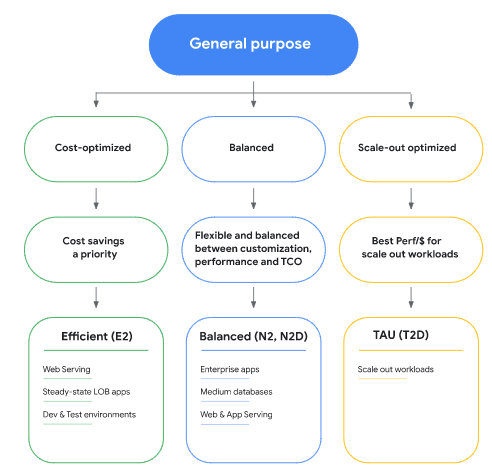 General purpose
Cost-optimized
Balanced
Scale-out optimized
Cost savings
a priority
Flexible and balanced
between customization,
performance and TCO
Best Perf/$ for
scale out workloads
Efficient (E2)
Web Serving
Steady-state LOB apps
Dev & Test environments
Balanced (N2, N2D)
Enterprise apps
Medium databases
Web & App Serving
TAU (T2D)
Scale out workloads